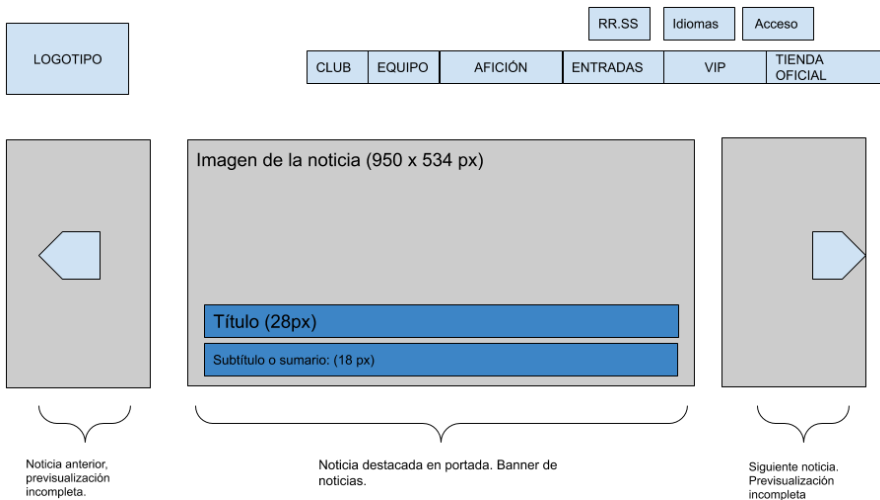 RR.SS
Idiomas
Acceso
LOGOTIPO
CLUB
EQUIPO
AFICIÓN
ENTRADAS
VIP
TIENDA
OFICIAL
Imagen de la noticia (950 x 534 px)
Título (28px)
Subtítulo o sumario: (18 px)
Noticia anterior,
previsualización
incompleta.
Noticia destacada en portada. Banner de
noticias.
Siguiente noticia.
Previsualización
incompleta